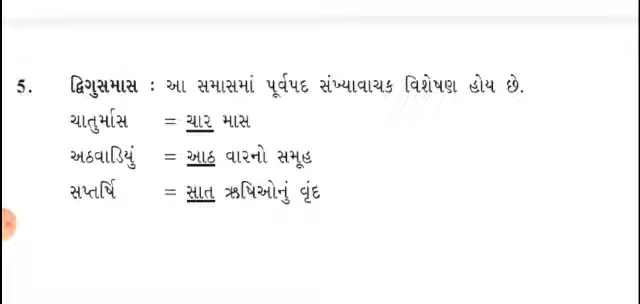 5. દ્વિગુસમાસ : આ સમાસમાં પૂર્વપદ સંખ્યાવાચક વિશેષણ હોય છે.
ચાતુર્માસ = ચાર માસ
અઠવાડિયું = આઠ વારનો સમૂહ
સપ્તર્ષિ = સાત ઋષિઓનું વૃંદ